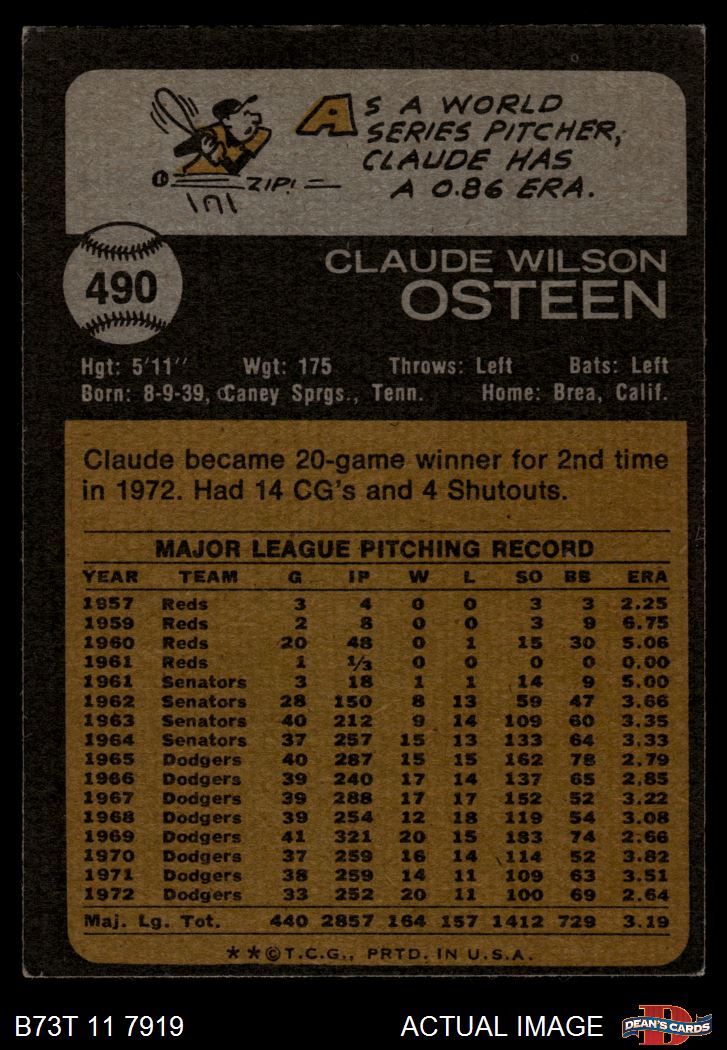 AS A WORLD
SERIES PITCHER,
CLAUDE HAS
A 0.86 ERA.
ZIP!
490
CLAUDE WILSON
OSTEEN
Hgt: 5'11" Wgt: 175 Throws: Left Bats: Left
Born: 8-9-39, Caney Sprgs., Tenn. Home: Brea, Calif.
Claude became 20-game winner for 2nd time
in 1972. Had 14 CG's and 4 Shutouts.
MAJOR LEAGUE PITCHING RECORD
YEAR TEAM G IP W L SO BB ERA
1957 Reds 3 4 0 0 3 3 2.25
1959 Reds 2 8 0 0 3 9 6.75
1960 Reds 20 48 0 1 15 30 5.06
1961 Reds 1 1/3 0 0 0 0 0.00
1961 Senators 3 18 1 1 14 9 5.00
1962 Senators 28 150 8 13 59 47 3.66
1963 Senators 40 212 9 14 109 60 3.35
1964 Senators 37 257 15 13 133 64 3.33
1965 Dodgers 40 287 15 15 162 78 2.79
1966 Dodgers 39 240 17 14 137 65 2.85
1967 Dodgers 39 288 17 17 152 52 3.22
1968 Dodgers 39 254 12 18 119 54 3.08
1969 Dodgers 41 321 20 15 183 74 2.66
1970 Dodgers 37 259 16 14 114 52 3.82
1971 Dodgers 38 259 14 11 109 63 3.51
1972 Dodgers 33 252 20 11 100 69 2.64
Maj. Lg. Tot. 440 2857 164 157 1412 729 3.19
**©T.C.G., PRTD. IN U.S.A.
B73T 11 7919 ACTUAL IMAGE DEAN'S CARDS